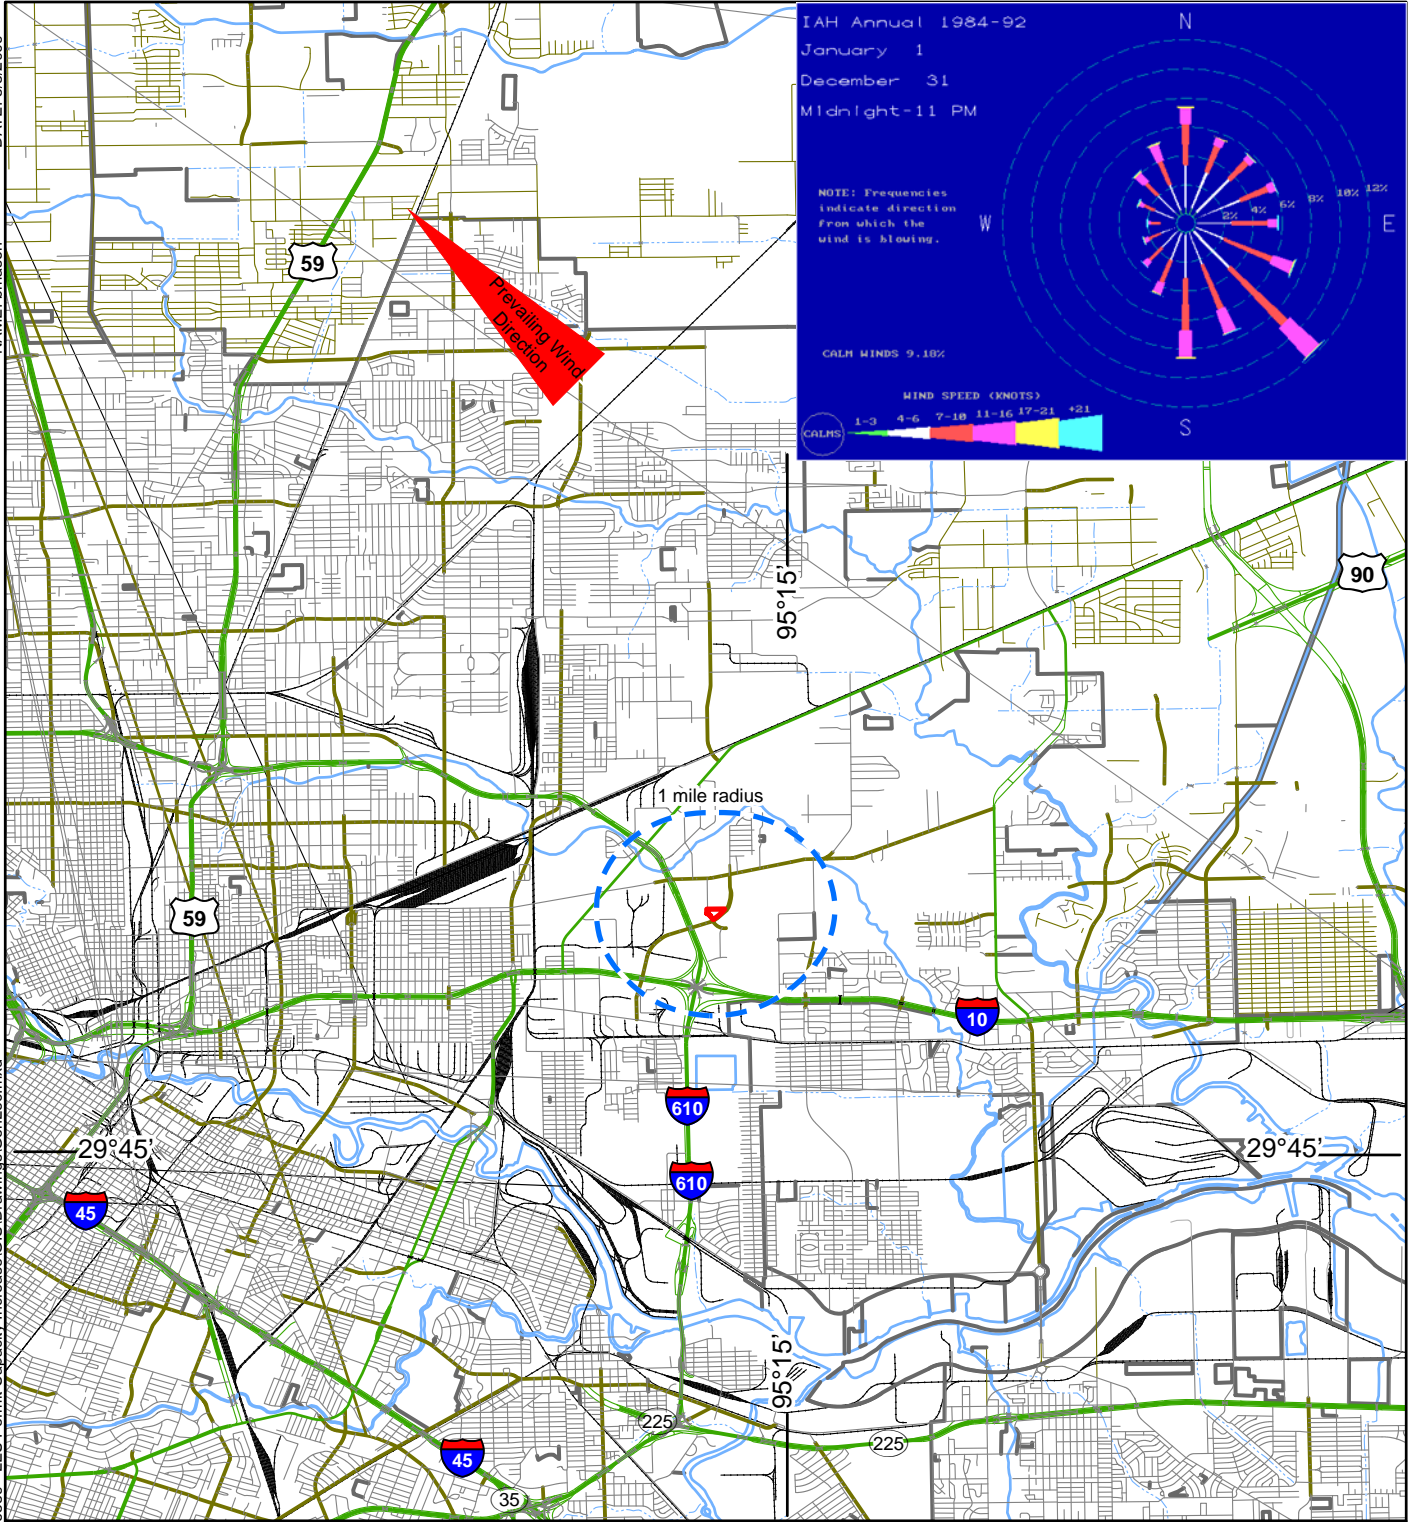 IAH Annual 1984-92
January 1
December 31
Midnight-11 PM
N
W
E
S
NOTE: Frequencies
indicate direction
from which the
wind is blowing.
2%
4%
6%
8%
10%
12%
CALM WINDS 9.18%
WIND SPEED (KNOTS)
CALMS
1-3
4-6
7-10
11-16
17-21
+21
59
Prevailing Wind
Direction
95°15'
90
1 mile radius
59
10
610
29°45'
29°45'
610
45
95°15'
225
225
45
35